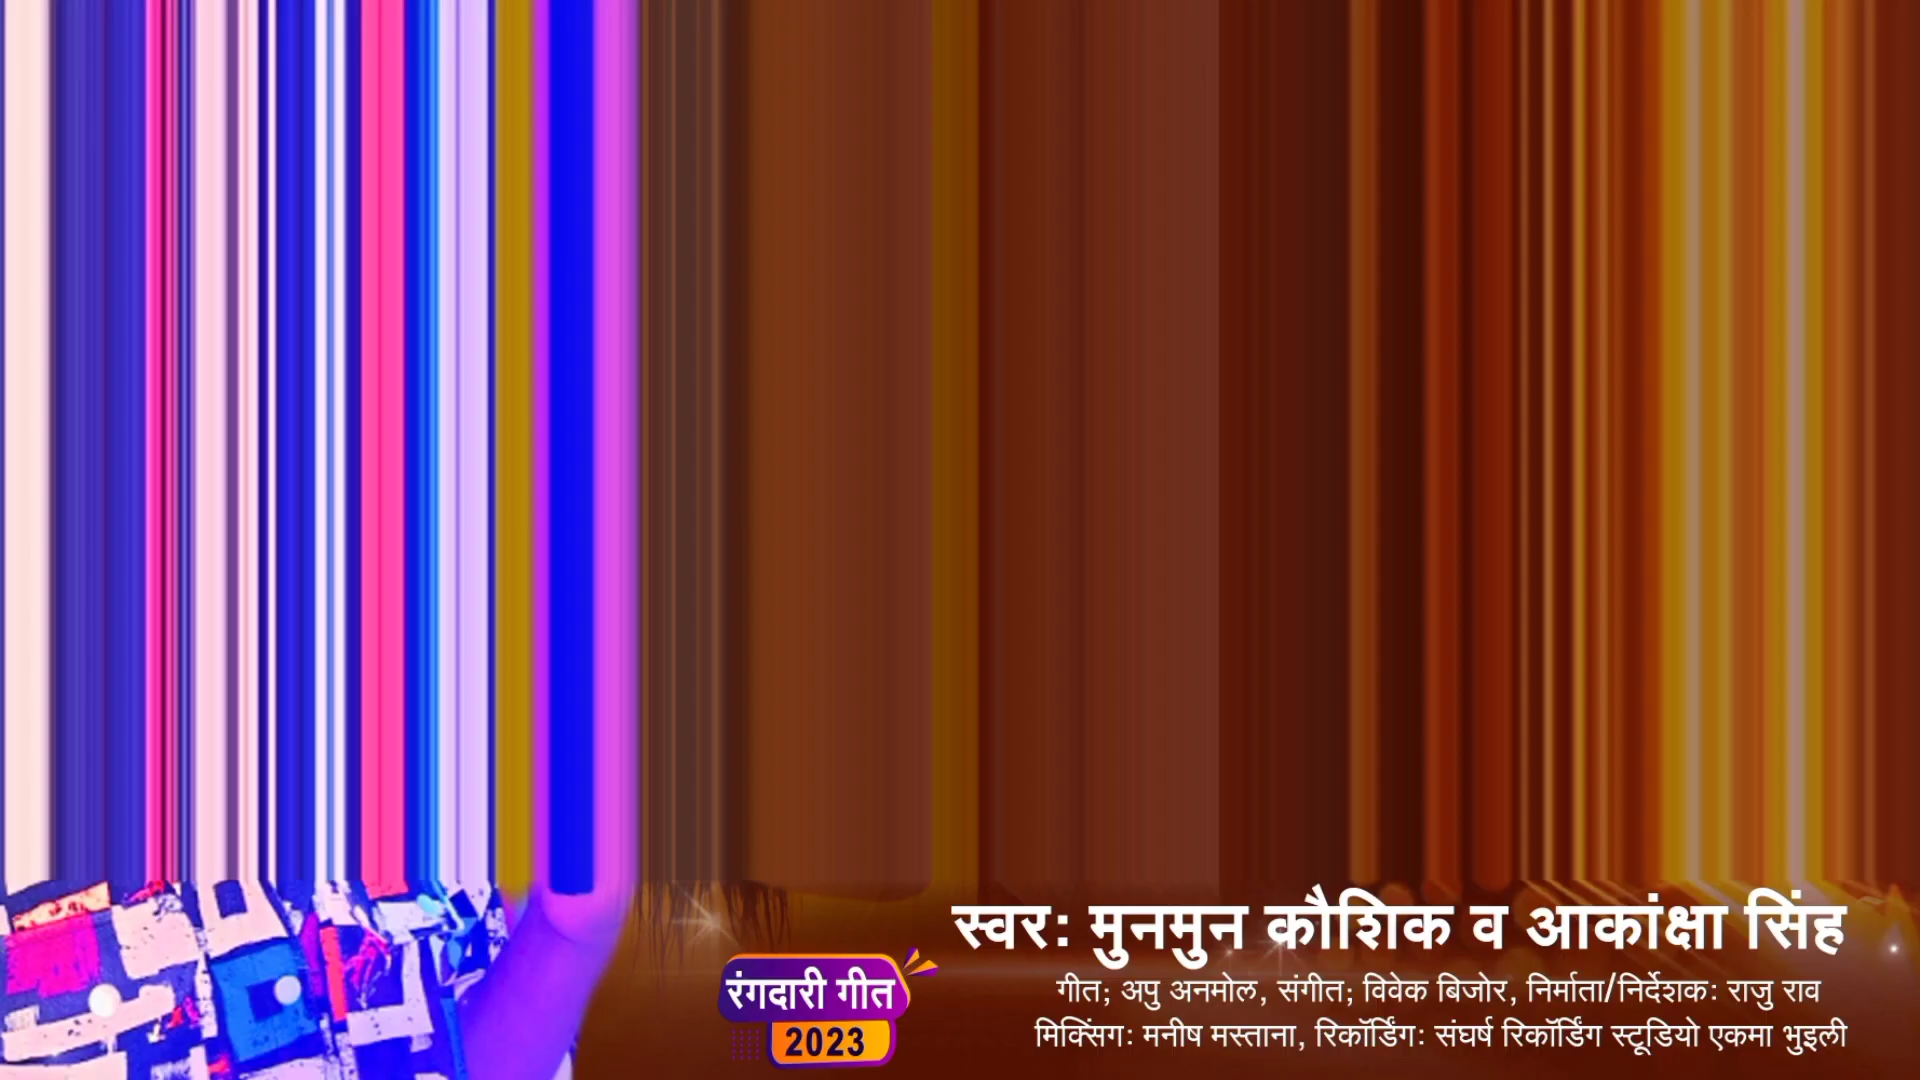 स्वर: मुनमुन कौशिक व आकांक्षा सिंह
गीत; अपु अनमोल, संगीत; विवेक बिजोर, निर्माता/निर्देशक: राजु राव
मिक्सिंग: मनीष मस्ताना, रिकॉर्डिंग: संघर्ष रिकॉर्डिंग स्टूडियो एकमा भुइली
रंगदारी गीत
2023